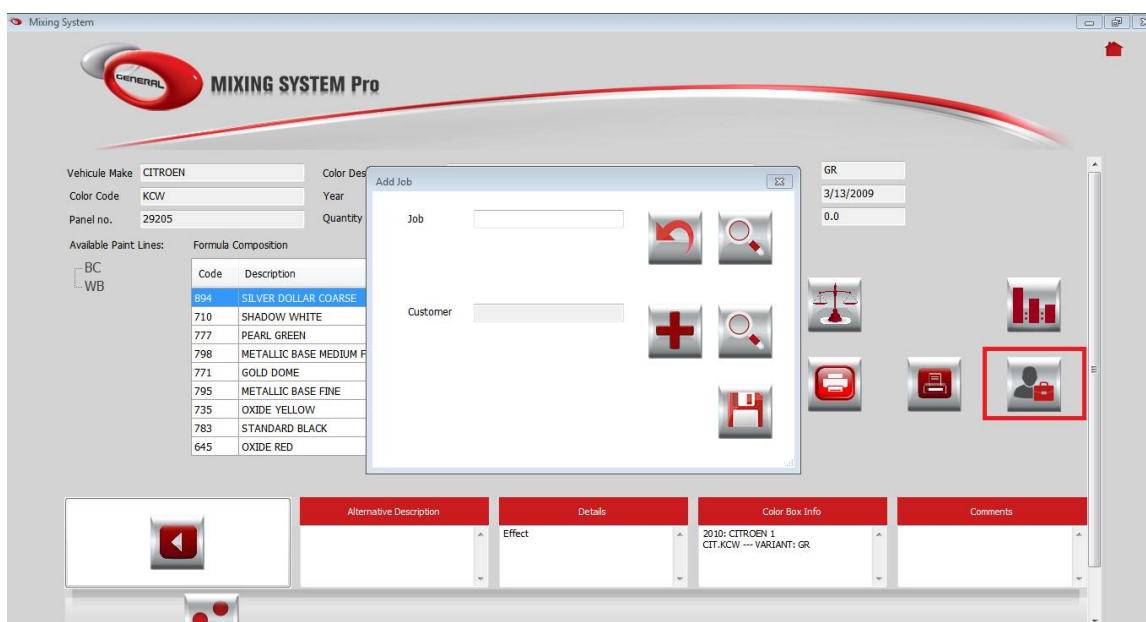 Mixing System
GENERAL
MIXING SYSTEM Pro
Vehicule Make CITROEN Color Des GR
Color Code KCW Year 3/13/2009
Panel no. 29205 Quantity 0.0
Add Job
Job
Customer
Available Paint Lines: Formula Composition
BC
WB
Code Description
894 SILVER DOLLAR COARSE
710 SHADOW WHITE
777 PEARL GREEN
798 METALLIC BASE MEDIUM F
771 GOLD DOME
795 METALLIC BASE FINE
735 OXIDE YELLOW
783 STANDARD BLACK
645 OXIDE RED
Alternative Description Details Color Box Info Comments
Effect 2010: CITROEN 1
CIT.KCW --- VARIANT: GR